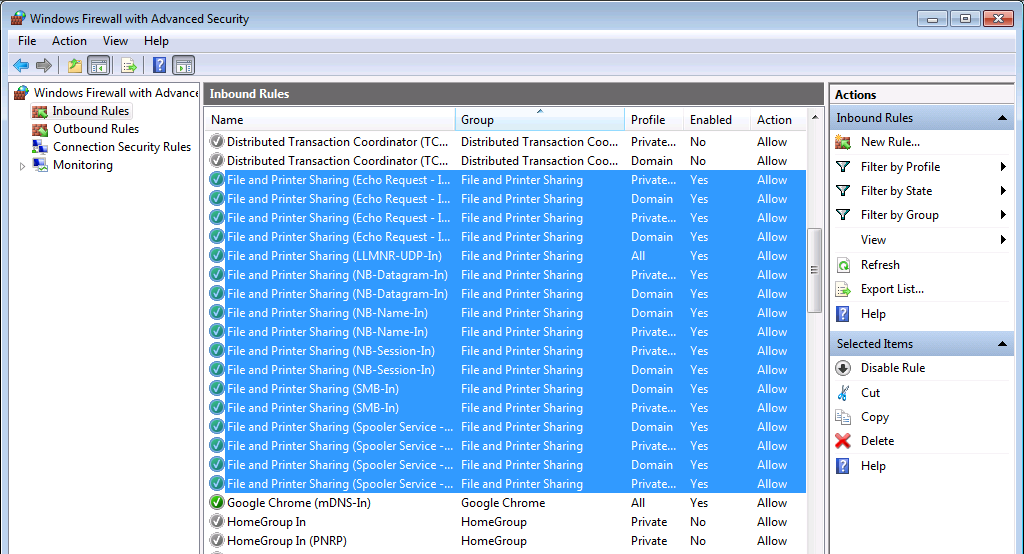 Windows Firewall with Advanced Security
File Action View Help
Windows Firewall with Advance
Inbound Rules
Outbound Rules
Connection Security Rules
Monitoring
Inbound Rules
Name Group Profile Enabled Action
Distributed Transaction Coordinator (TC... Distributed Transaction Coo... Private... No Allow
Distributed Transaction Coordinator (TC... Distributed Transaction Coo... Domain No Allow
File and Printer Sharing (Echo Request - I... File and Printer Sharing Private... Yes Allow
File and Printer Sharing (Echo Request - I... File and Printer Sharing Domain Yes Allow
File and Printer Sharing (Echo Request - I... File and Printer Sharing Private... Yes Allow
File and Printer Sharing (Echo Request - I... File and Printer Sharing Domain Yes Allow
File and Printer Sharing (LLMNR-UDP-In) File and Printer Sharing All Yes Allow
File and Printer Sharing (NB-Datagram-In) File and Printer Sharing Private... Yes Allow
File and Printer Sharing (NB-Datagram-In) File and Printer Sharing Domain Yes Allow
File and Printer Sharing (NB-Name-In) File and Printer Sharing Domain Yes Allow
File and Printer Sharing (NB-Name-In) File and Printer Sharing Private... Yes Allow
File and Printer Sharing (NB-Session-In) File and Printer Sharing Private... Yes Allow
File and Printer Sharing (NB-Session-In) File and Printer Sharing Domain Yes Allow
File and Printer Sharing (SMB-In) File and Printer Sharing Domain Yes Allow
File and Printer Sharing (SMB-In) File and Printer Sharing Private... Yes Allow
File and Printer Sharing (Spooler Service -... File and Printer Sharing Domain Yes Allow
File and Printer Sharing (Spooler Service -... File and Printer Sharing Private... Yes Allow
File and Printer Sharing (Spooler Service -... File and Printer Sharing Domain Yes Allow
File and Printer Sharing (Spooler Service -... File and Printer Sharing Private... Yes Allow
Google Chrome (mDNS-In) Google Chrome All Yes Allow
HomeGroup In HomeGroup Private No Allow
HomeGroup In (PNRP) HomeGroup Private No Allow
Actions
Inbound Rules
New Rule...
Filter by Profile
Filter by State
Filter by Group
View
Refresh
Export List...
Help
Selected Items
Disable Rule
Cut
Copy
Delete
Help